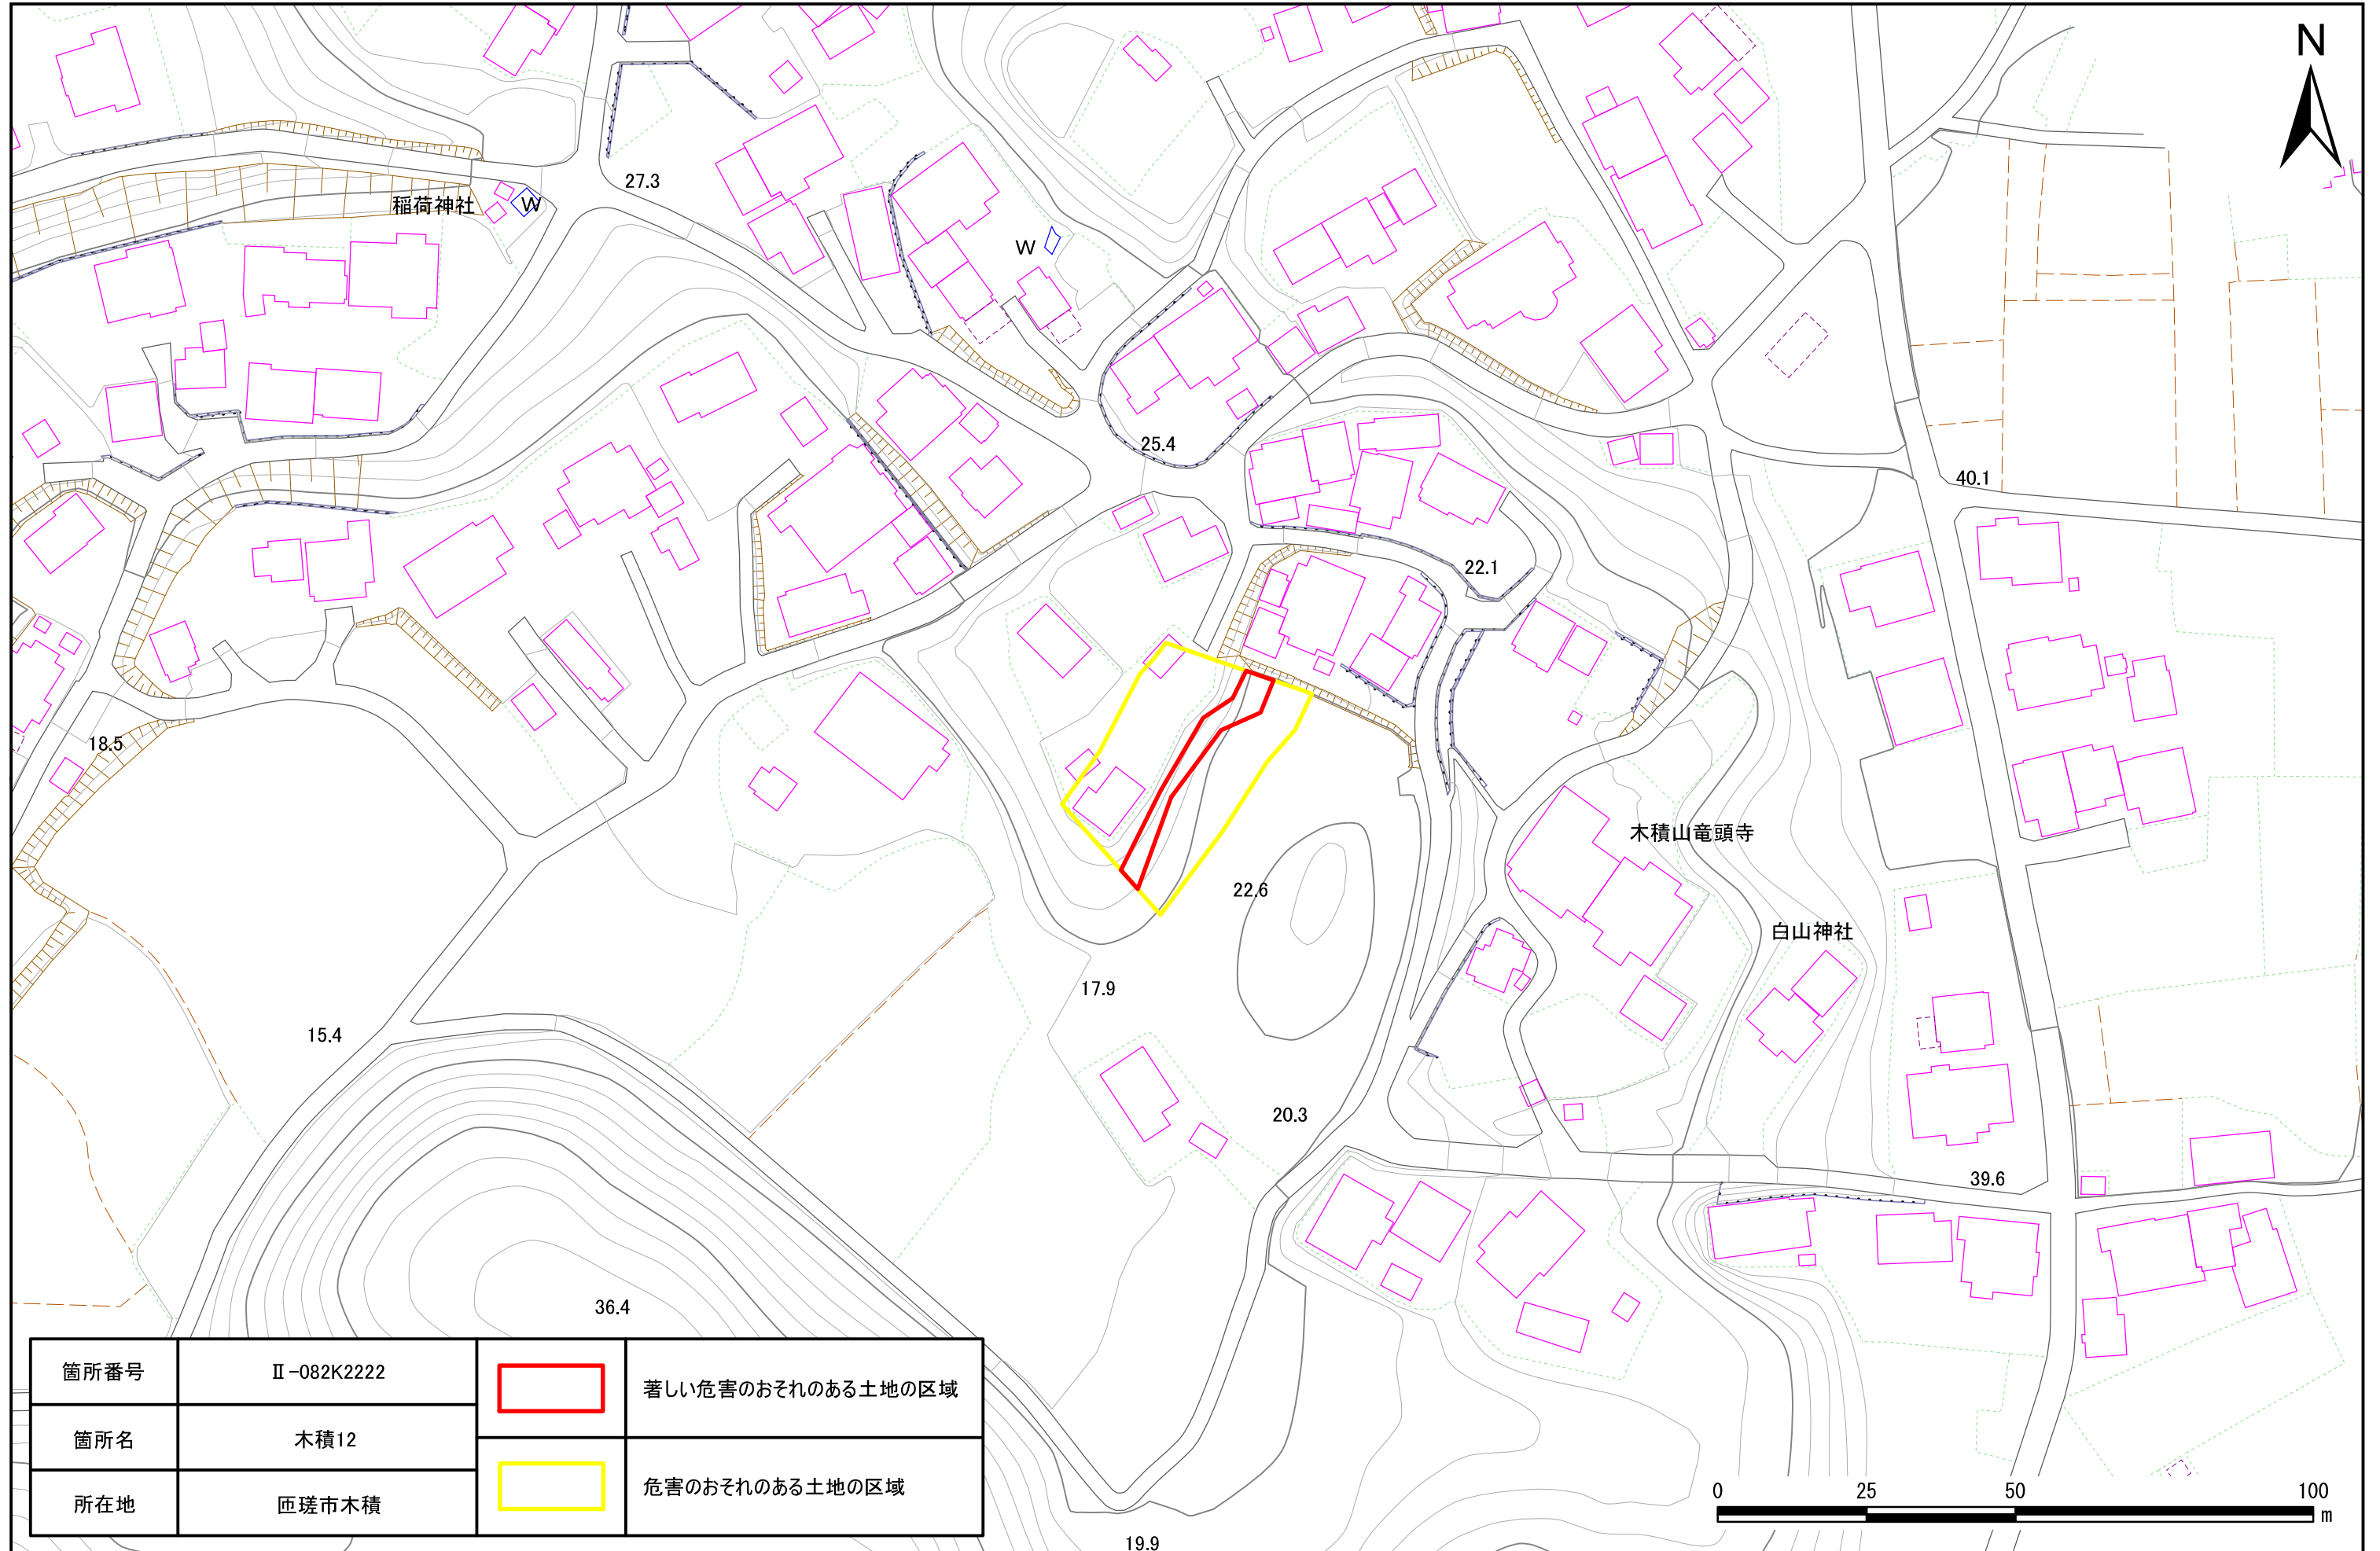 N
27.3
稲荷神社
W
W
25.4
40.1
22.1
18.5
木積山竜頭寺
22.6
白山神社
17.9
15.4
20.3
39.6
36.4
箇所番号 Ⅱ-082K2222 著しい危害のおそれのある土地の区域
箇所名 木積12
危害のおそれのある土地の区域
所在地 匝瑳市木積
0 25 50 100
m
19.9